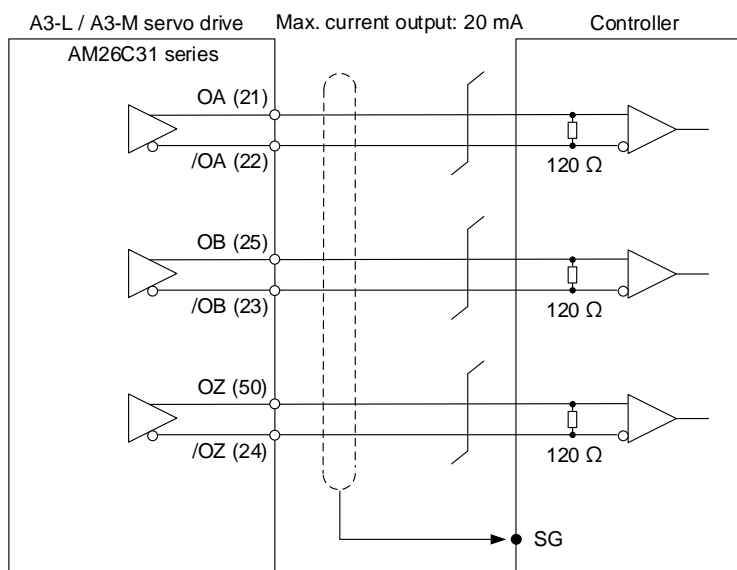 A3-L / A3-M servo drive
Max. current output: 20 mA
Controller
AM26C31 series
OA (21)
/OA (22)
120 Ω
OB (25)
/OB (23)
120 Ω
OZ (50)
/OZ (24)
120 Ω
SG